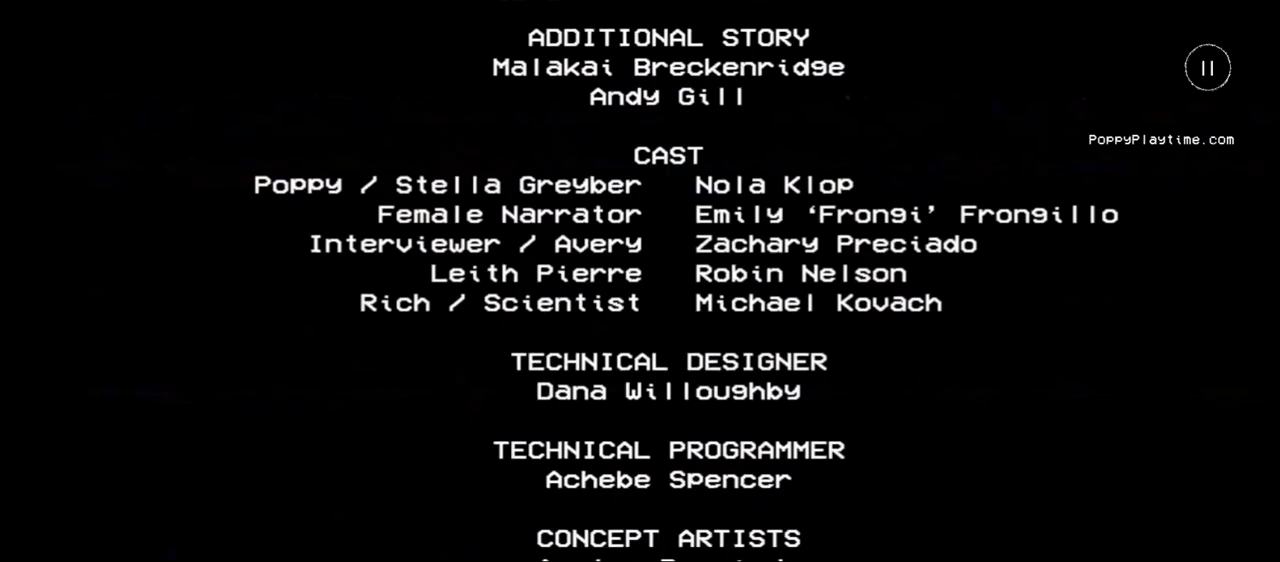 ADDITIONAL STORY
Malakai Breckenridge
Andy Gill
PoppyPlaytime.com
CAST
Poppy / Stella Greyber Nola Klop
Female Narrator Emily ‘Frongi’ Frongillo
Interviewer / Avery Zachary Preciado
Leith Pierre Robin Nelson
Rich / Scientist Michael Kovach
TECHNICAL DESIGNER
Dana Willoughby
TECHNICAL PROGRAMMER
Achebe Spencer
CONCEPT ARTISTS